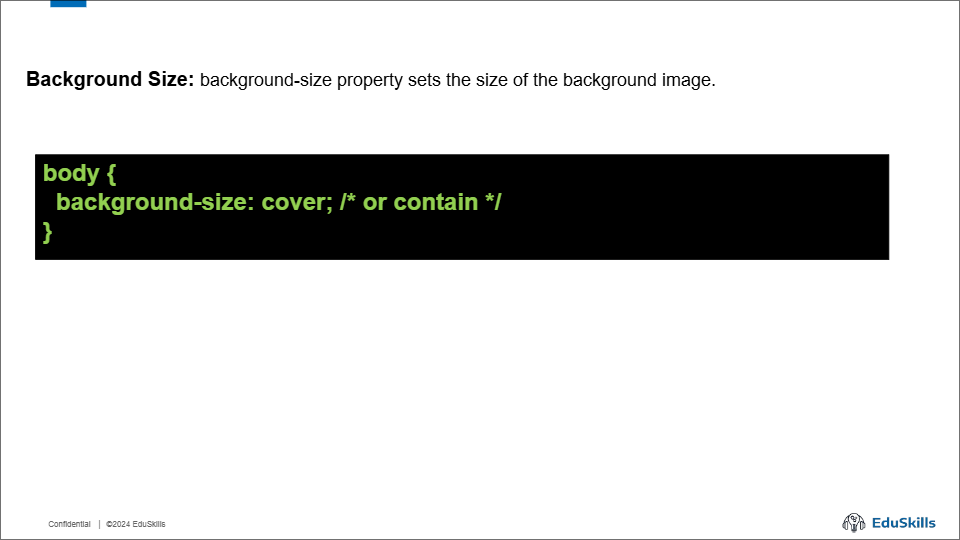 Background Size: background-size property sets the size of the background image.
body {
  background-size: cover; /* or contain */
}
Confidential | ©2024 EduSkills
EduSkills